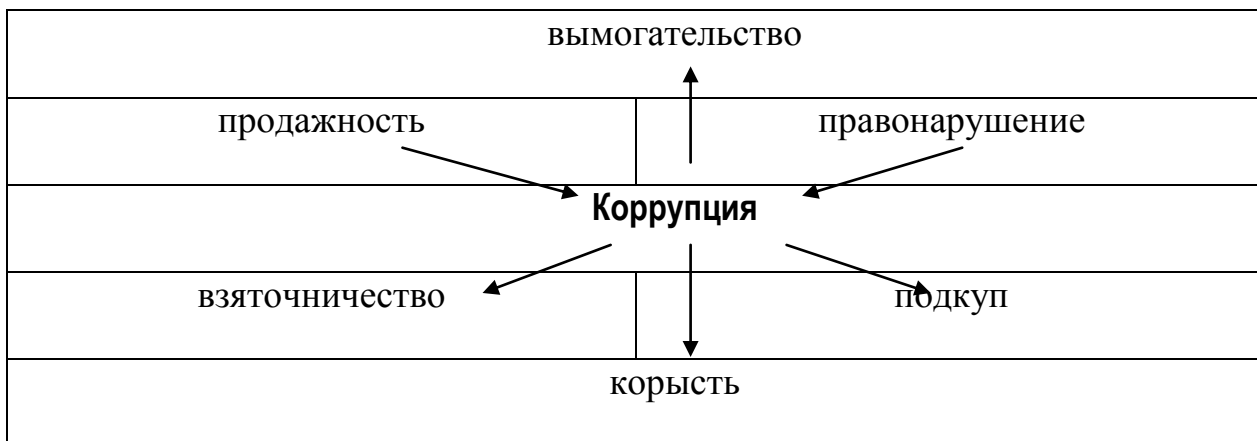 вымогательство
продажность правонарушение
Коррупция
взяточничество подкуп
корысть